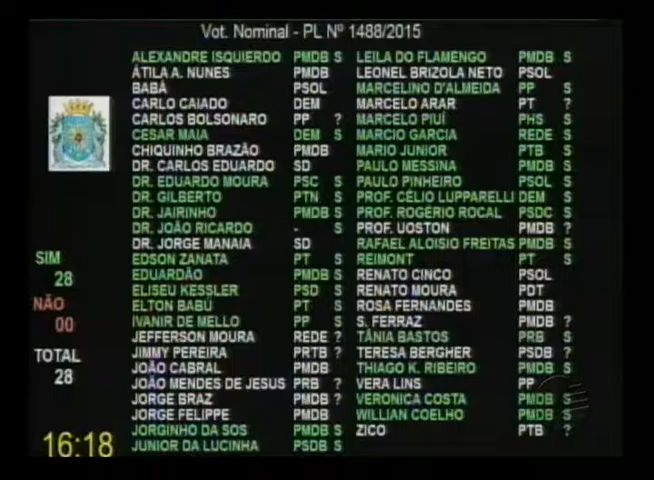 Vot. Nominal - PL Nº 1488/2015
ALEXANDRE ISQUIERDO PMDB S
ÁTILA A. NUNES PMDB
BABÁ PSOL
CARLO CAIADO DEM
CARLOS BOLSONARO PP ?
CESAR MAIA DEM S
CHIQUINHO BRAZÃO PMDB
DR. CARLOS EDUARDO SD
DR. EDUARDO MOURA PSC S
DR. GILBERTO PTN S
DR. JAIRINHO PMDB S
DR. JOÃO RICARDO - S
DR. JORGE MANAIA SD
EDSON ZANATA PT S
EDUARDÃO PMDB S
ELISEU KESSLER PSD S
ELTON BABÚ PT S
IVANIR DE MELLO PP S
JEFFERSON MOURA REDE ?
JIMMY PEREIRA PRTB ?
JOÃO CABRAL PMDB
JOÃO MENDES DE JESUS PRB ?
JORGE BRAZ PMDB ?
JORGE FELIPPE PMDB
JORGINHO DA SOS PMDB S
JUNIOR DA LUCINHA PSDB S
LEILA DO FLAMENGO PMDB S
LEONEL BRIZOLA NETO PSOL
MARCELINO D'ALMEIDA PP S
MARCELO ARAR PT ?
MARCELO PIUÍ PHS S
MARCIO GARCIA REDE S
MARIO JUNIOR PTB S
PAULO MESSINA PMDB S
PAULO PINHEIRO PSOL S
PROF. CÉLIO LUPPARELLI DEM S
PROF. ROGÉRIO ROCAL PSDC S
PROF. UOSTON PMDB ?
RAFAEL ALOISIO FREITAS PMDB S
REIMONT PT S
RENATO CINCO PSOL
RENATO MOURA PDT
ROSA FERNANDES PMDB
S. FERRAZ PMDB ?
TÂNIA BASTOS PRB S
TERESA BERGHER PSDB ?
THIAGO K. RIBEIRO PMDB S
VERA LINS PP
VERONICA COSTA PMDB S
WILLIAN COELHO PMDB S
ZICO PTB ?
SIM
28
NÃO
00
TOTAL
28
16:18